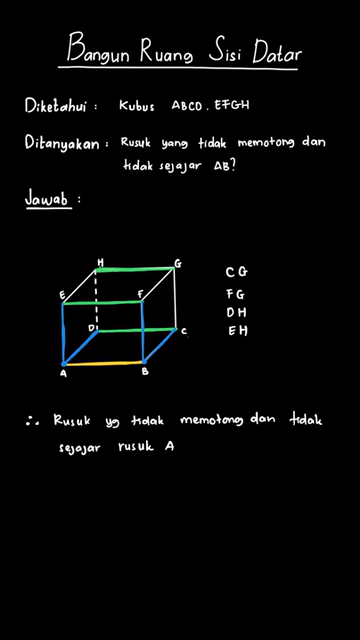 Bangun Ruang Sisi Datar
Diketahui : Kubus ABCD.EFGH
Ditanyakan : Rusuk yang tidak memotong dan
tidak sejajar AB?
Jawab :
H
G
E
F
D
C
A
B
CG
FG
DH
EH
∴ Rusuk yg tidak memotong dan tidak
sejajar rusuk A